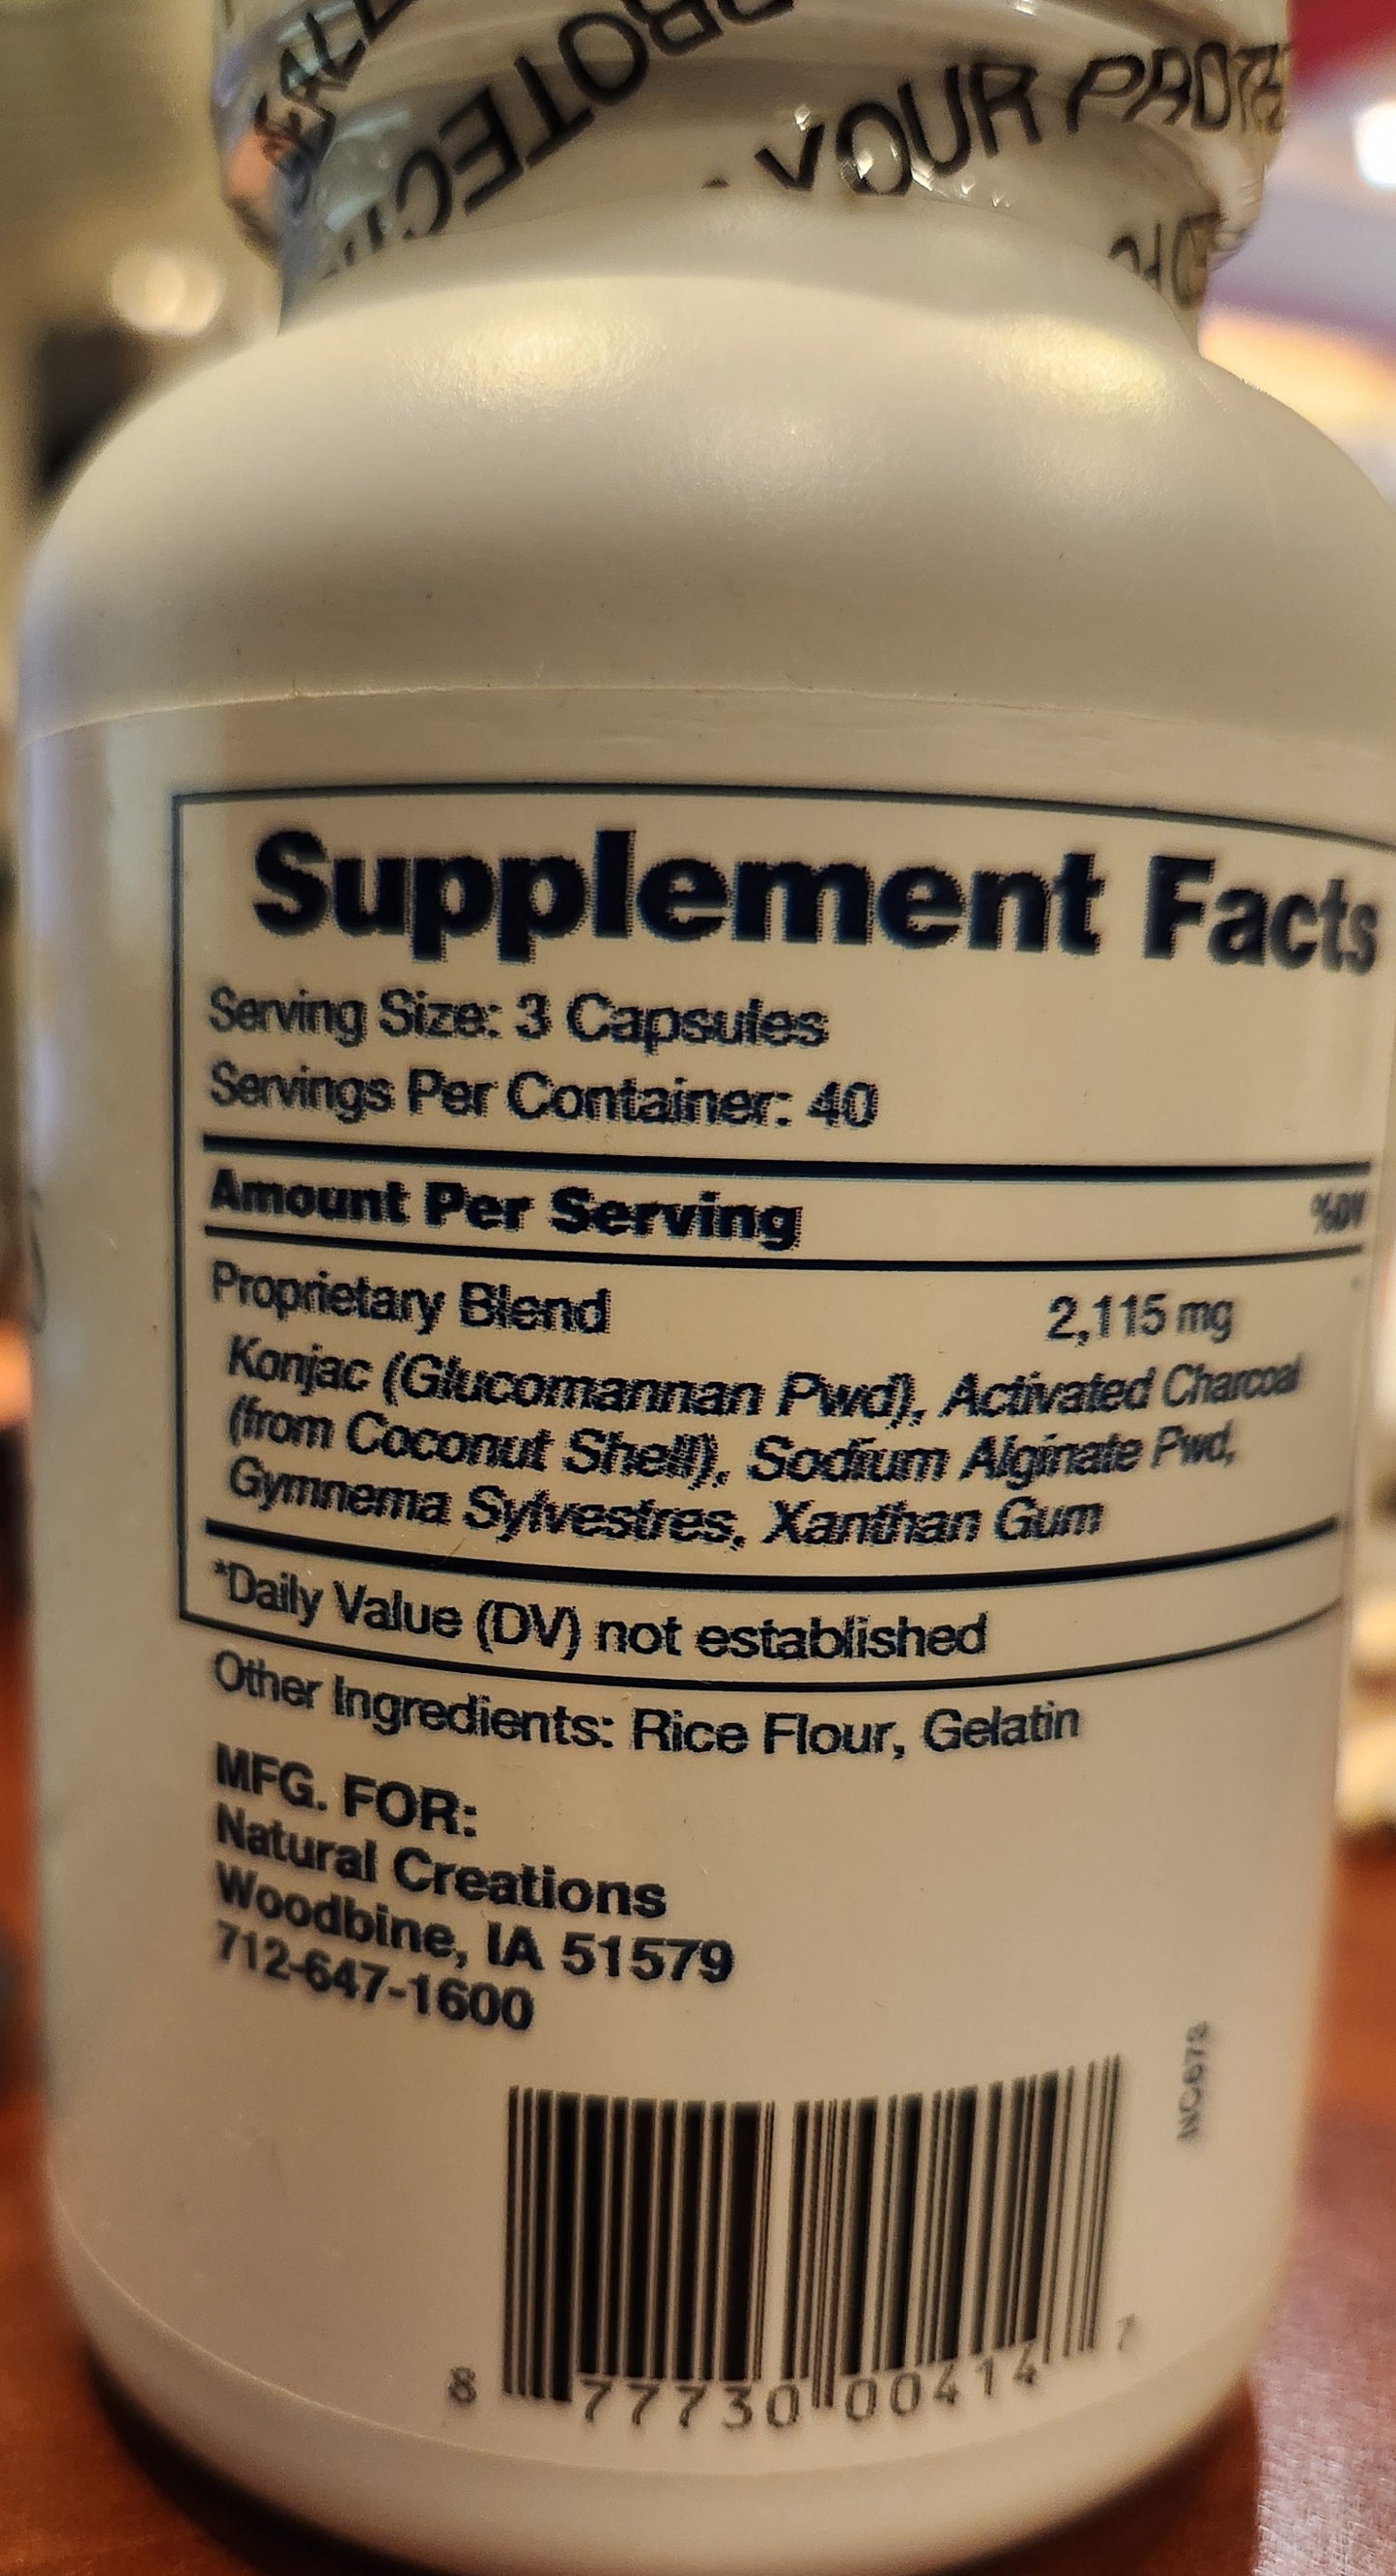 YOUR PROTE
PROTEC
Supplement Facts
Serving Size: 3 Capsules
Servings Per Container: 40
Amount Per Serving %DV
Proprietary Blend 2,115 mg
Konjac (Glucomannan Pwd), Activated Charcoal
(from Coconut Shell), Sodium Alginate Pwd,
Gymnema Sylvestres, Xanthan Gum
*Daily Value (DV) not established
Other Ingredients: Rice Flour, Gelatin
MFG. FOR:
Natural Creations
Woodbine, IA 51579
712-647-1600
8 77730 00414 7